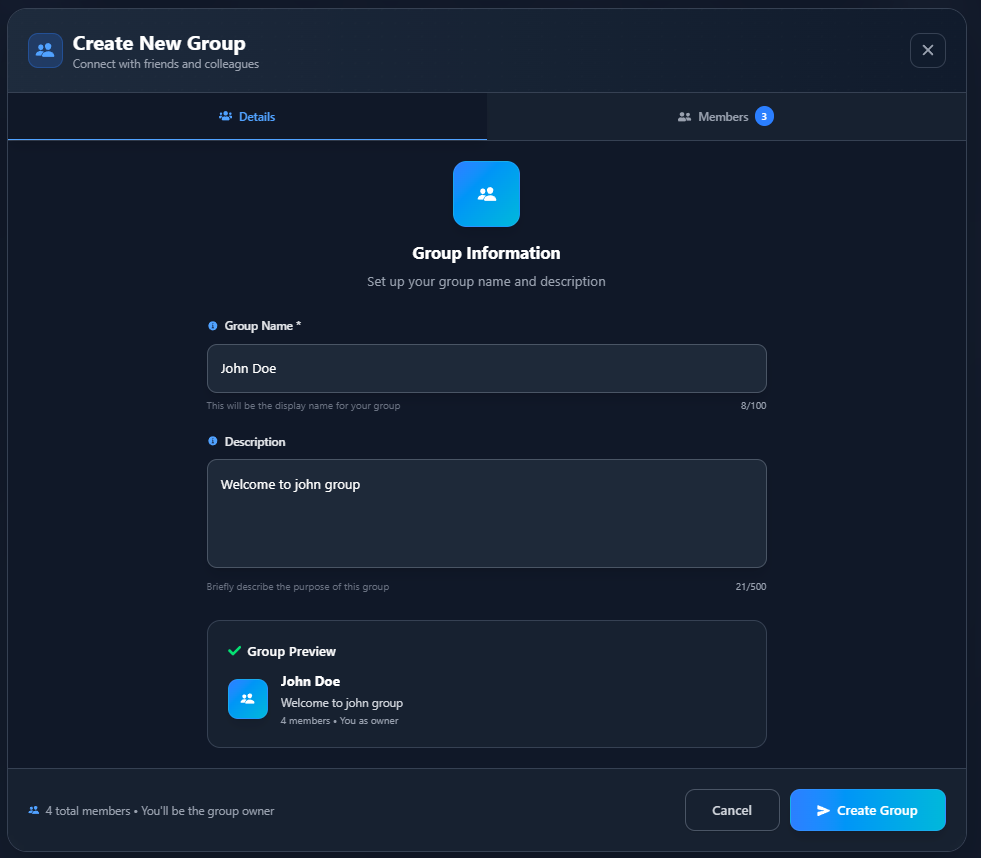 Create New Group
Connect with friends and colleagues
Details
Members 3
Group Information
Set up your group name and description
Group Name *
John Doe
This will be the display name for your group
8/100
Description
Welcome to john group
Briefly describe the purpose of this group
21/500
Group Preview
John Doe
Welcome to john group
4 members • You as owner
4 total members • You'll be the group owner
Cancel
Create Group